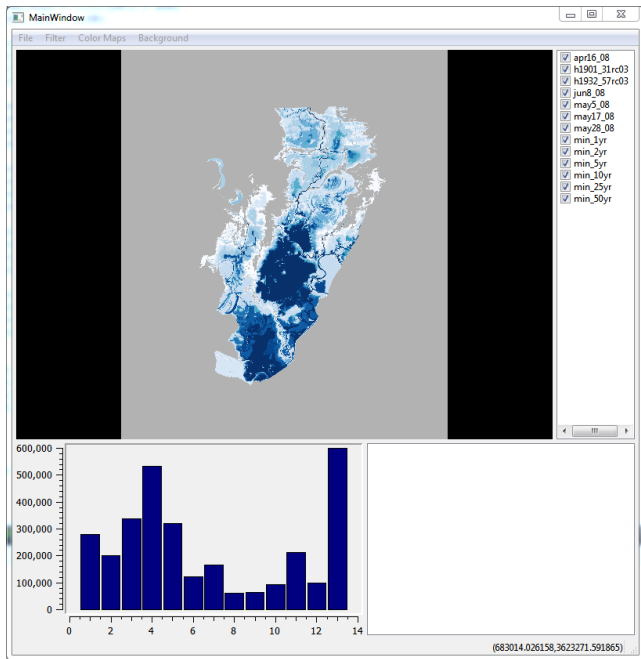 MainWindow
File Filter Color Maps Background
apr16_08
h1901_31rc03
h1932_57rc03
jun8_08
may5_08
may17_08
may28_08
min_1yr
min_2yr
min_5yr
min_10yr
min_25yr
min_50yr
600,000
500,000
400,000
300,000
200,000
100,000
0
0 2 4 6 8 10 12 14
(683014.026158,3623271.591865)